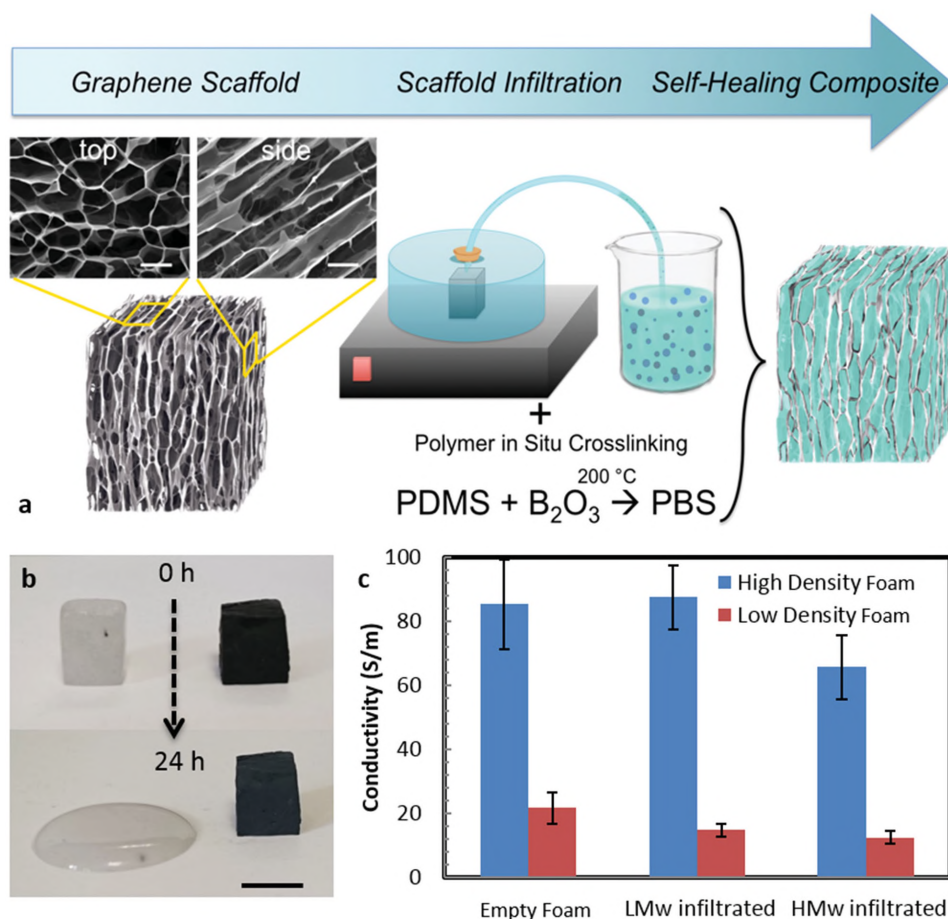 Graphene Scaffold Scaffold Infiltration Self-Healing Composite
top side
+
Polymer in Situ Crosslinking
200 °C
PDMS + B₂O₃ → PBS
a
b
0 h
24 h
c
High Density Foam
Low Density Foam
Conductivity (S/m)
100
80
60
40
20
0
Empty Foam LMw infiltrated HMw infiltrated